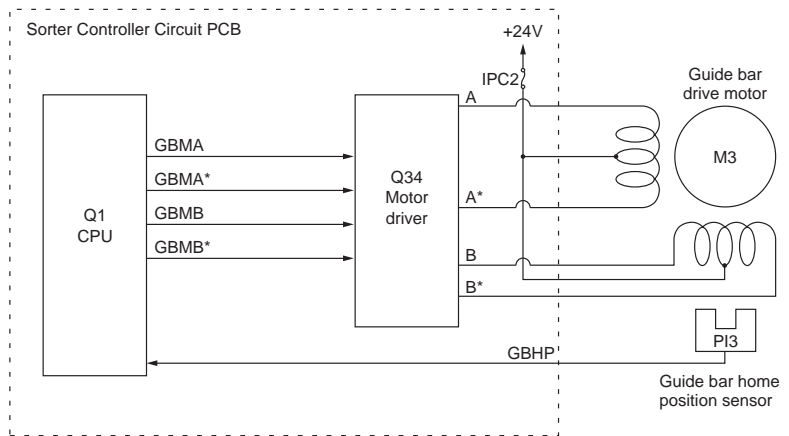 Sorter Controller Circuit PCB
+24V
IPC2
Guide bar
drive motor
A
GBMA
M3
GBMA*
Q34
Motor
driver
A*
Q1
CPU
GBMB
GBMB*
B
B*
PI3
GBHP
Guide bar home
position sensor